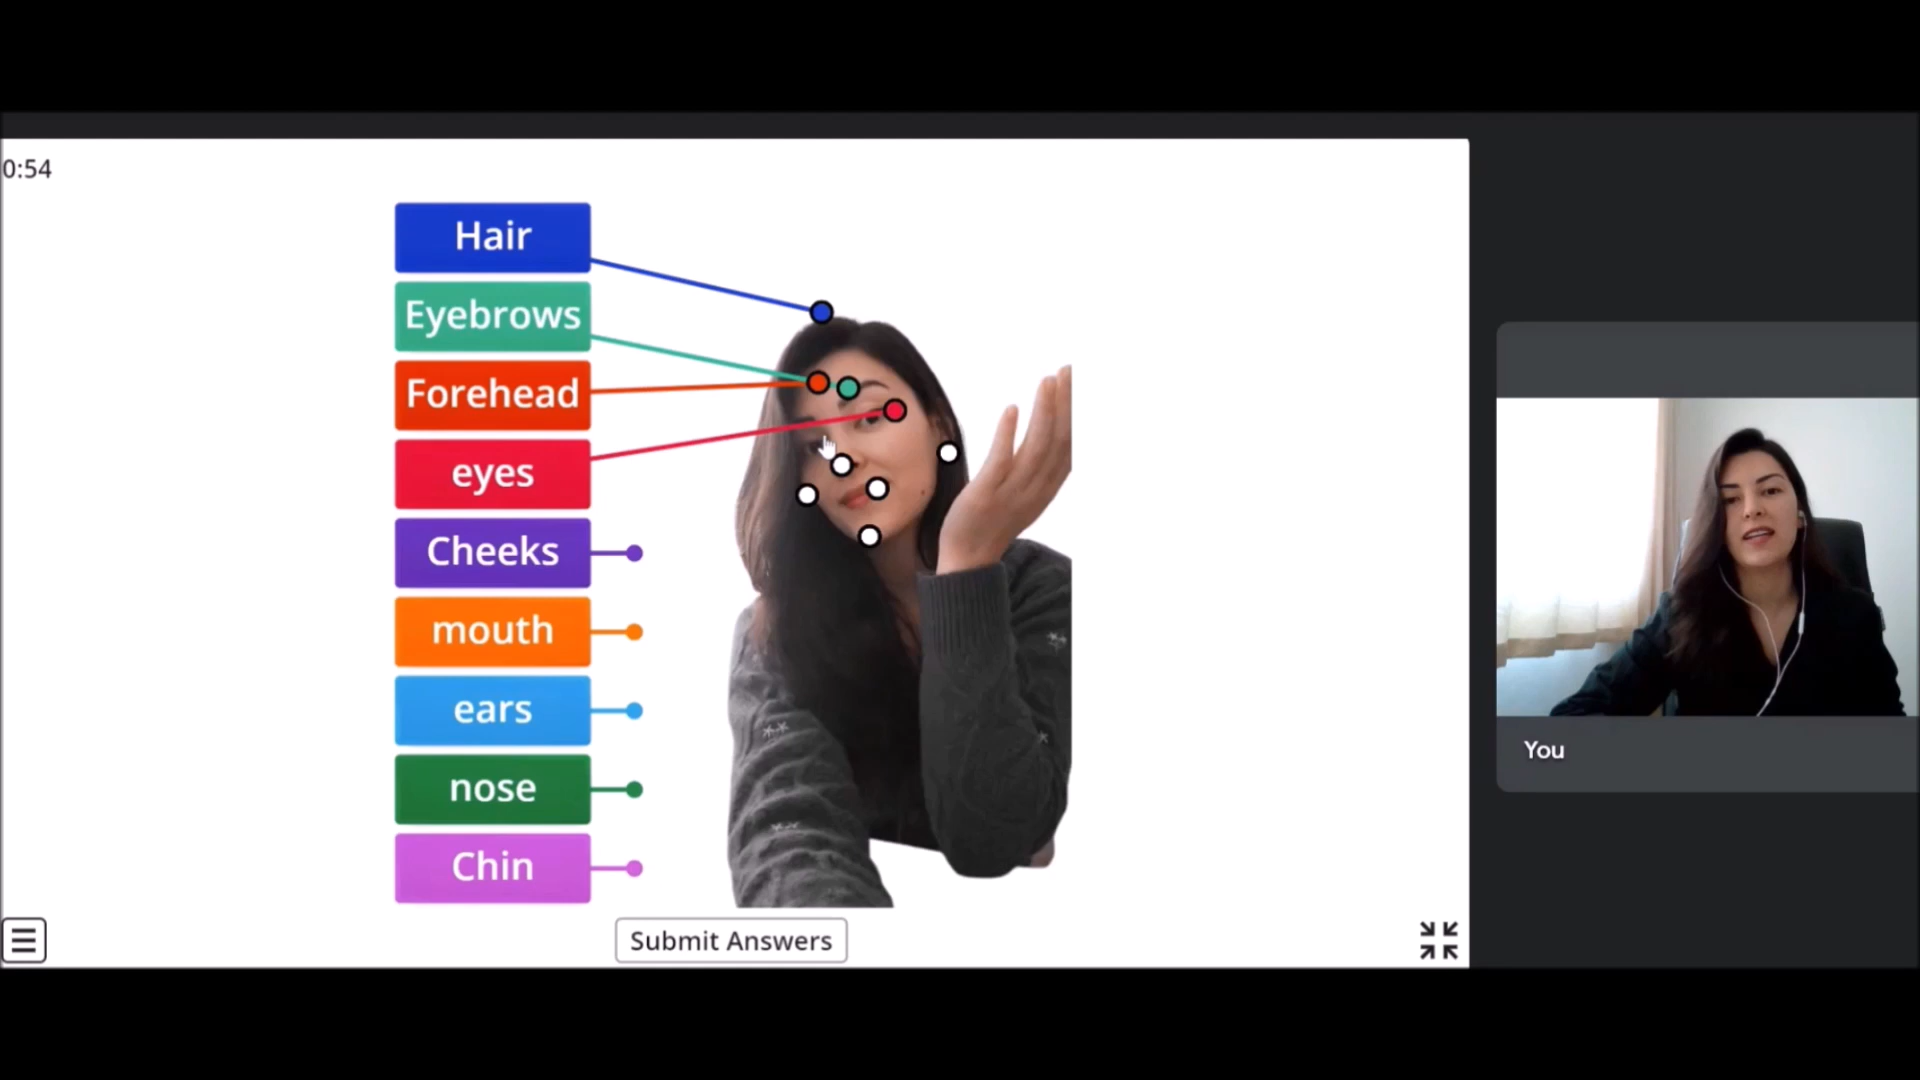 0:54
Hair
Eyebrows
Forehead
eyes
Cheeks
mouth
ears
nose
Chin
Submit Answers
You